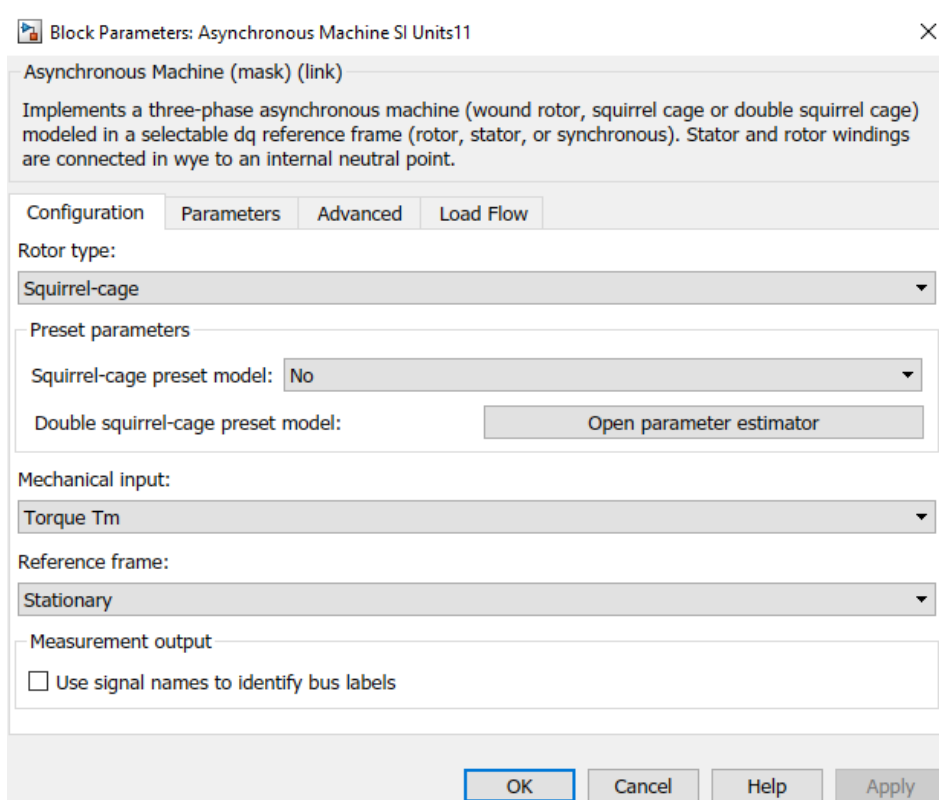 Block Parameters: Asynchronous Machine SI Units11
Asynchronous Machine (mask) (link)
Implements a three-phase asynchronous machine (wound rotor, squirrel cage or double squirrel cage)
modeled in a selectable dq reference frame (rotor, stator, or synchronous). Stator and rotor windings
are connected in wye to an internal neutral point.
Configuration Parameters Advanced Load Flow
Rotor type:
Squirrel-cage
Preset parameters
Squirrel-cage preset model: No
Double squirrel-cage preset model: Open parameter estimator
Mechanical input:
Torque Tm
Reference frame:
Stationary
Measurement output
Use signal names to identify bus labels
OK Cancel Help Apply